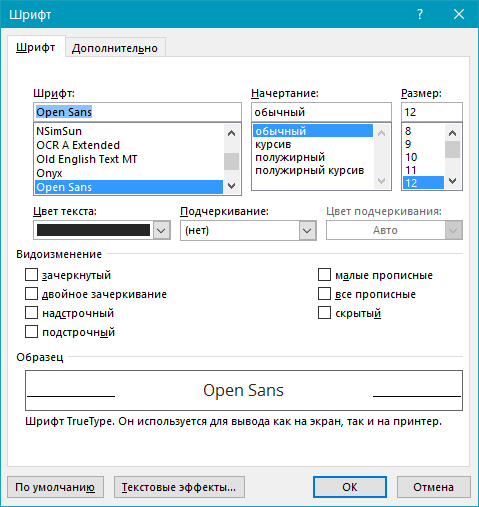 Шрифт
Шрифт Дополнительно
Шрифт: Начертание: Размер:
Open Sans обычный 12
NSimSun
OCR A Extended
Old English Text MT
Onyx
Open Sans
обычный
курсив
полужирный
полужирный курсив
8
9
10
11
12
Цвет текста: Подчеркивание: Цвет подчеркивания:
(нет) Авто
Видоизменение
зачеркнутый малые прописные
двойное зачеркивание все прописные
надстрочный скрытый
подстрочный
Образец
Open Sans
Шрифт TrueType. Он используется для вывода как на экран, так и на принтер.
По умолчанию Текстовые эффекты... ОК Отмена